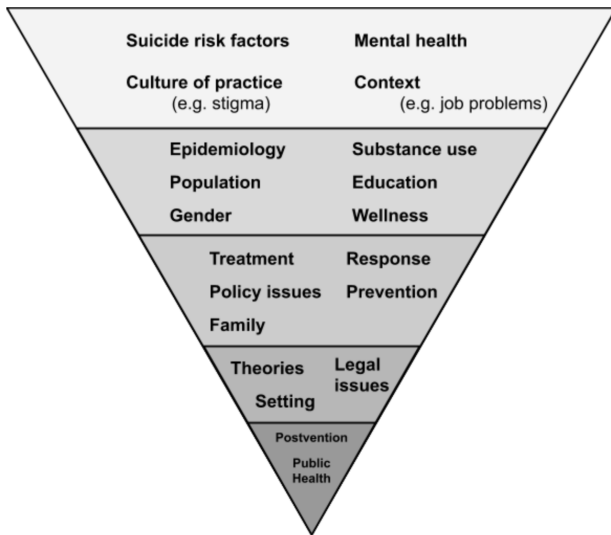 Suicide risk factors Mental health
Culture of practice Context
(e.g. stigma) (e.g. job problems)
Epidemiology Substance use
Population Education
Gender Wellness
Treatment Response
Policy issues Prevention
Family
Theories Legal
issues
Setting
Postvention
Public
Health